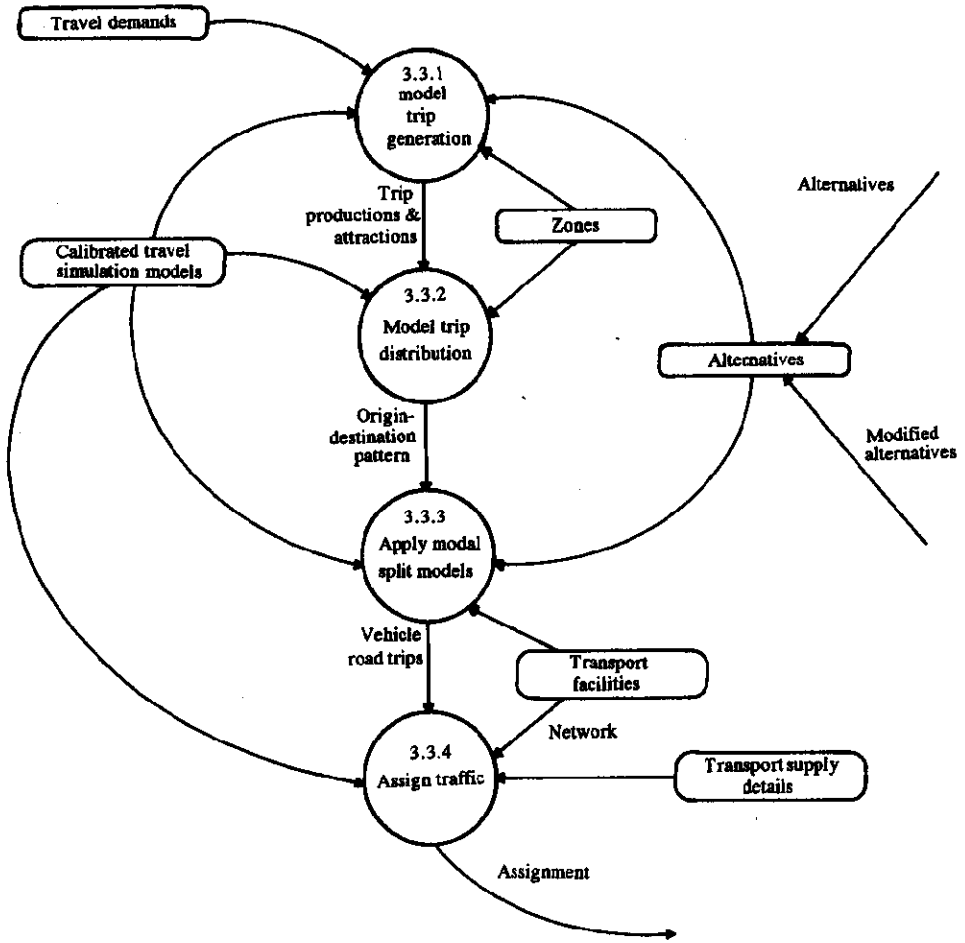 Travel demands
3.3.1
model
trip
generation
Trip
productions &
attractions
Zones
Alternatives
Calibrated travel
simulation models
3.3.2
Model trip
distribution
Alternatives
Origin-
destination
pattern
Modified
alternatives
3.3.3
Apply modal
split models
Vehicle
road trips
Transport
facilities
Network
3.3.4
Assign traffic
Transport supply
details
Assignment